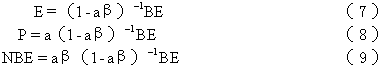 E = (1-aβ)⁻¹BE (7)
P = a (1-aβ)⁻¹BE (8)
NBE = aβ (1-aβ)⁻¹BE (9)